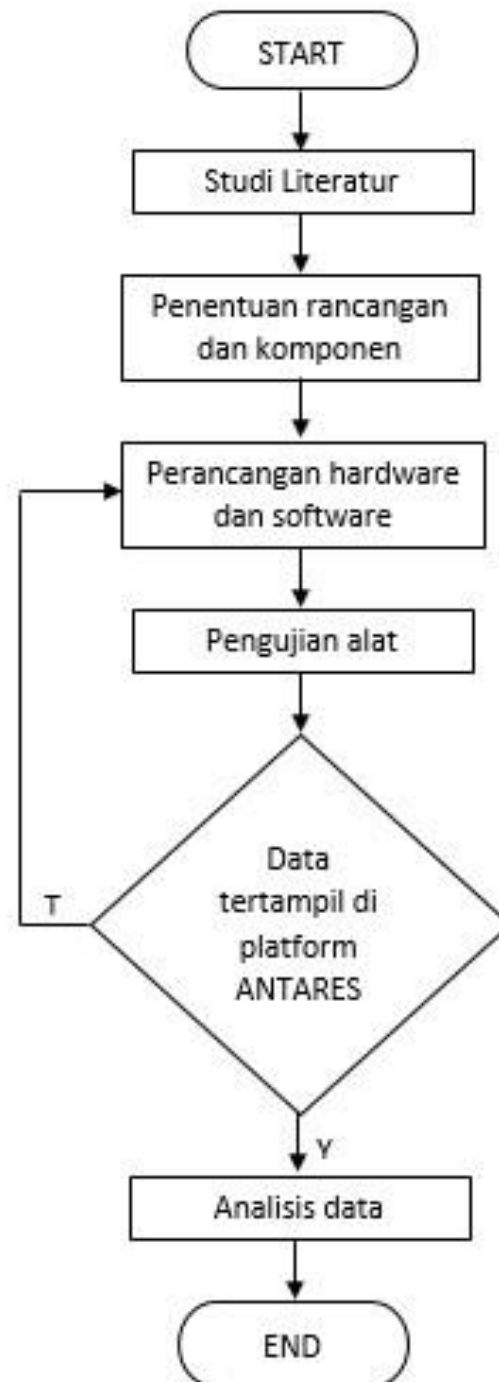 START
Studi Literatur
Penentuan rancangan
dan komponen
Perancangan hardware
dan software
Pengujian alat
Data
tertampil di
platform
ANTARES
T
Y
Analisis data
END